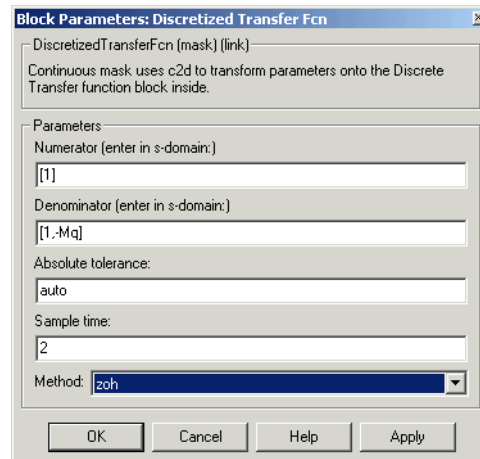 Block Parameters: Discretized Transfer Fcn
DiscretizedTransferFcn (mask) (link)
Continuous mask uses c2d to transform parameters onto the Discrete
Transfer function block inside.
Parameters
Numerator (enter in s-domain:)
[1]
Denominator (enter in s-domain:)
[1,-Mq]
Absolute tolerance:
auto
Sample time:
2
Method: zoh
OK Cancel Help Apply